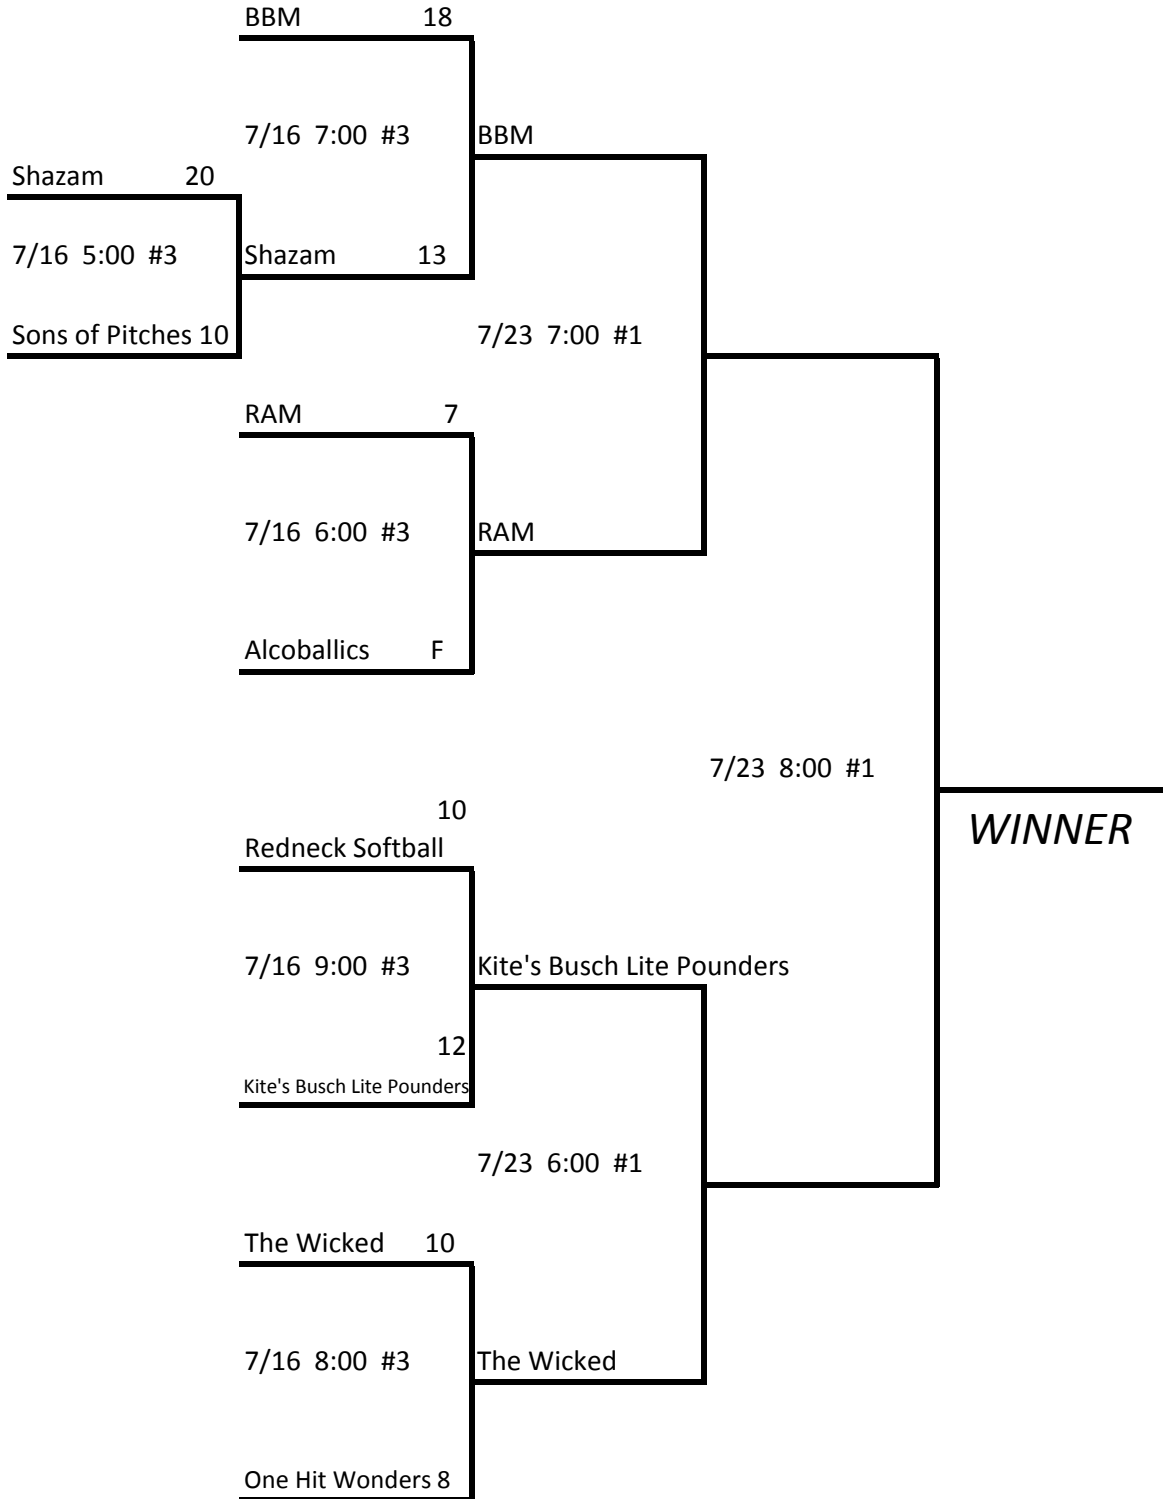 BBM 18
7/16 7:00 #3
BBM
Shazam 20
7/16 5:00 #3
Shazam 13
Sons of Pitches 10
7/23 7:00 #1
RAM 7
7/16 6:00 #3
RAM
Alcoballics F
7/23 8:00 #1
WINNER
10
Redneck Softball
7/16 9:00 #3
Kite's Busch Lite Pounders
12
Kite's Busch Lite Pounders
7/23 6:00 #1
The Wicked 10
7/16 8:00 #3
The Wicked
One Hit Wonders 8